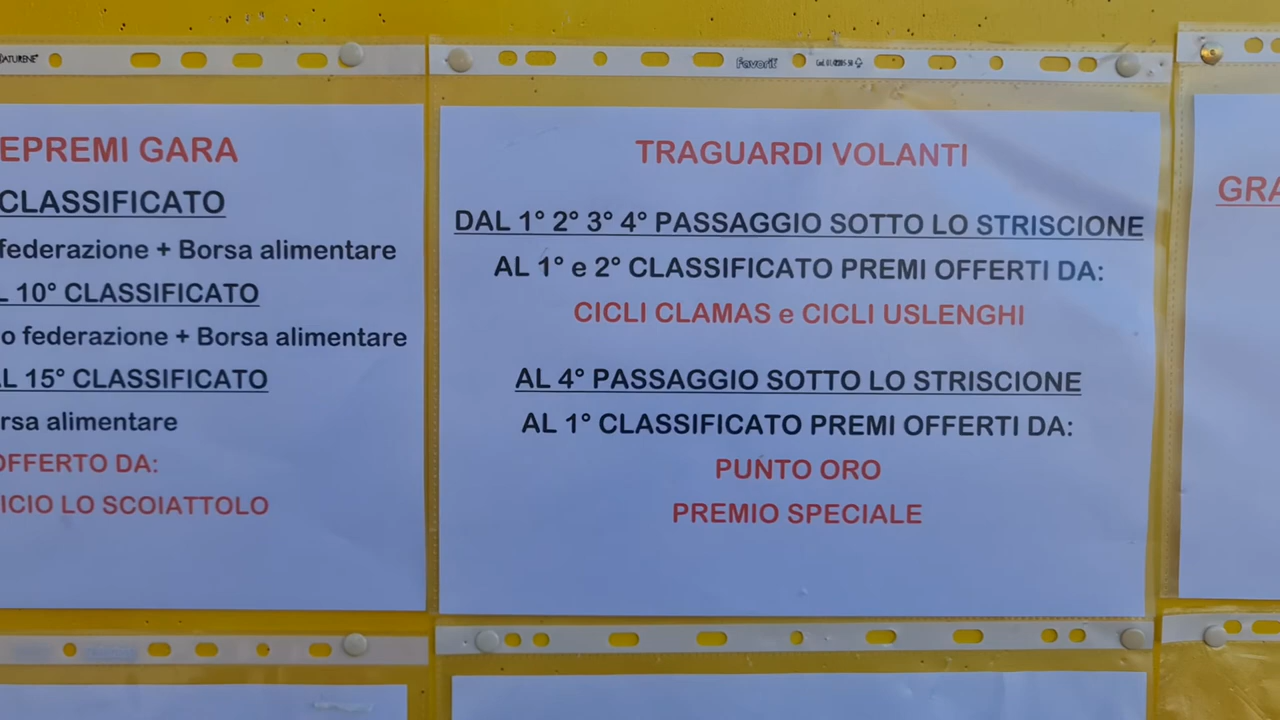 EPREMI GARA
CLASSIFICATO
federazione + Borsa alimentare
10° CLASSIFICATO
o federazione + Borsa alimentare
AL 15° CLASSIFICATO
rsa alimentare
OFFERTO DA:
ICIO LO SCOIATTOLO
Favorit
TRAGUARDI VOLANTI
DAL 1° 2° 3° 4° PASSAGGIO SOTTO LO STRISCIONE
AL 1° e 2° CLASSIFICATO PREMI OFFERTI DA:
CICLI CLAMAS e CICLI USLENGHI
AL 4° PASSAGGIO SOTTO LO STRISCIONE
AL 1° CLASSIFICATO PREMI OFFERTI DA:
PUNTO ORO
PREMIO SPECIALE
GRA